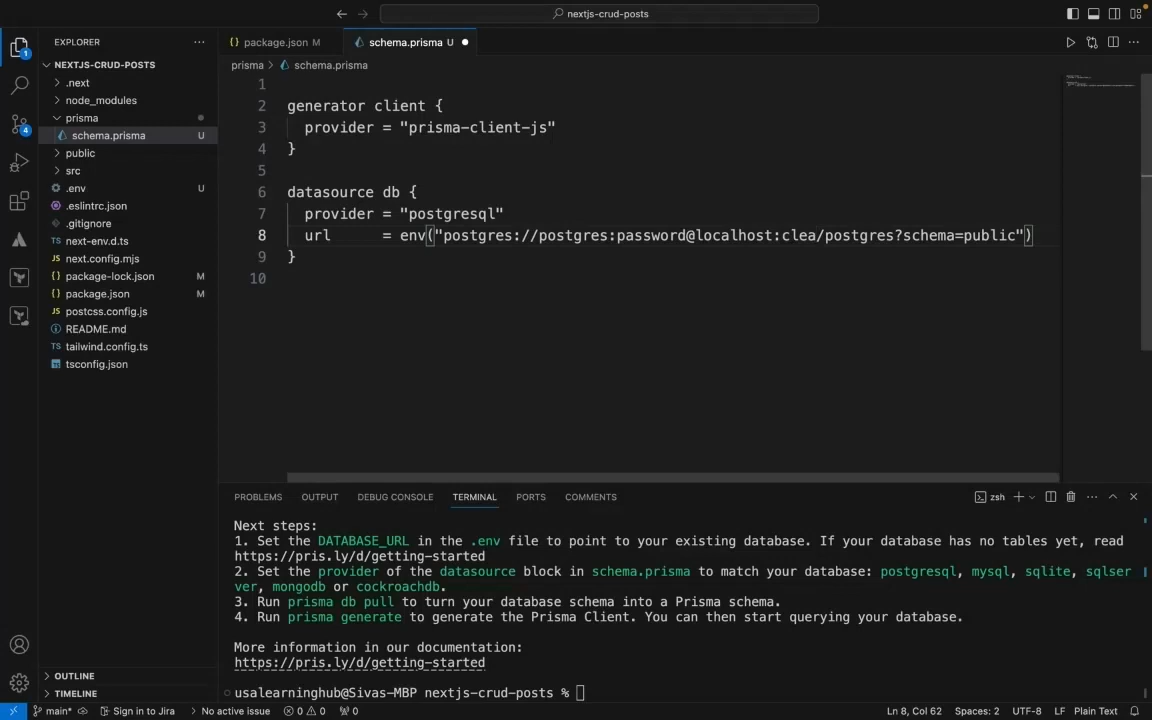 nextjs-crud-posts
EXPLORER
NEXTJS-CRUD-POSTS
.next
node_modules
prisma
schema.prisma U
public
src
.env U
.eslintrc.json
.gitignore
TS next-env.d.ts
JS next.config.mjs
{} package-lock.json M
{} package.json M
JS postcss.config.js
README.md
TS tailwind.config.ts
tsconfig.json
OUTLINE
TIMELINE
{} package.json M
schema.prisma U
prisma > schema.prisma
1
2 generator client {
3 provider = "prisma-client-js"
4 }
5
6 datasource db {
7 provider = "postgresql"
8 url = env("postgres://postgres:password@localhost:clea/postgres?schema=public")
9 }
10
PROBLEMS OUTPUT DEBUG CONSOLE TERMINAL PORTS COMMENTS
zsh
Next steps:
1. Set the DATABASE_URL in the .env file to point to your existing database. If your database has no tables yet, read
https://pris.ly/d/getting-started
2. Set the provider of the datasource block in schema.prisma to match your database: postgresql, mysql, sqlite, sqlser
ver, mongodb or cockroachdb.
3. Run prisma db pull to turn your database schema into a Prisma schema.
4. Run prisma generate to generate the Prisma Client. You can then start querying your database.
More information in our documentation:
https://pris.ly/d/getting-started
usalearninghub@Sivas-MBP nextjs-crud-posts %
1
4
main* Sign in to Jira No active issue 0 0 0 Ln 8, Col 62 Spaces: 2 UTF-8 LF Plain Text